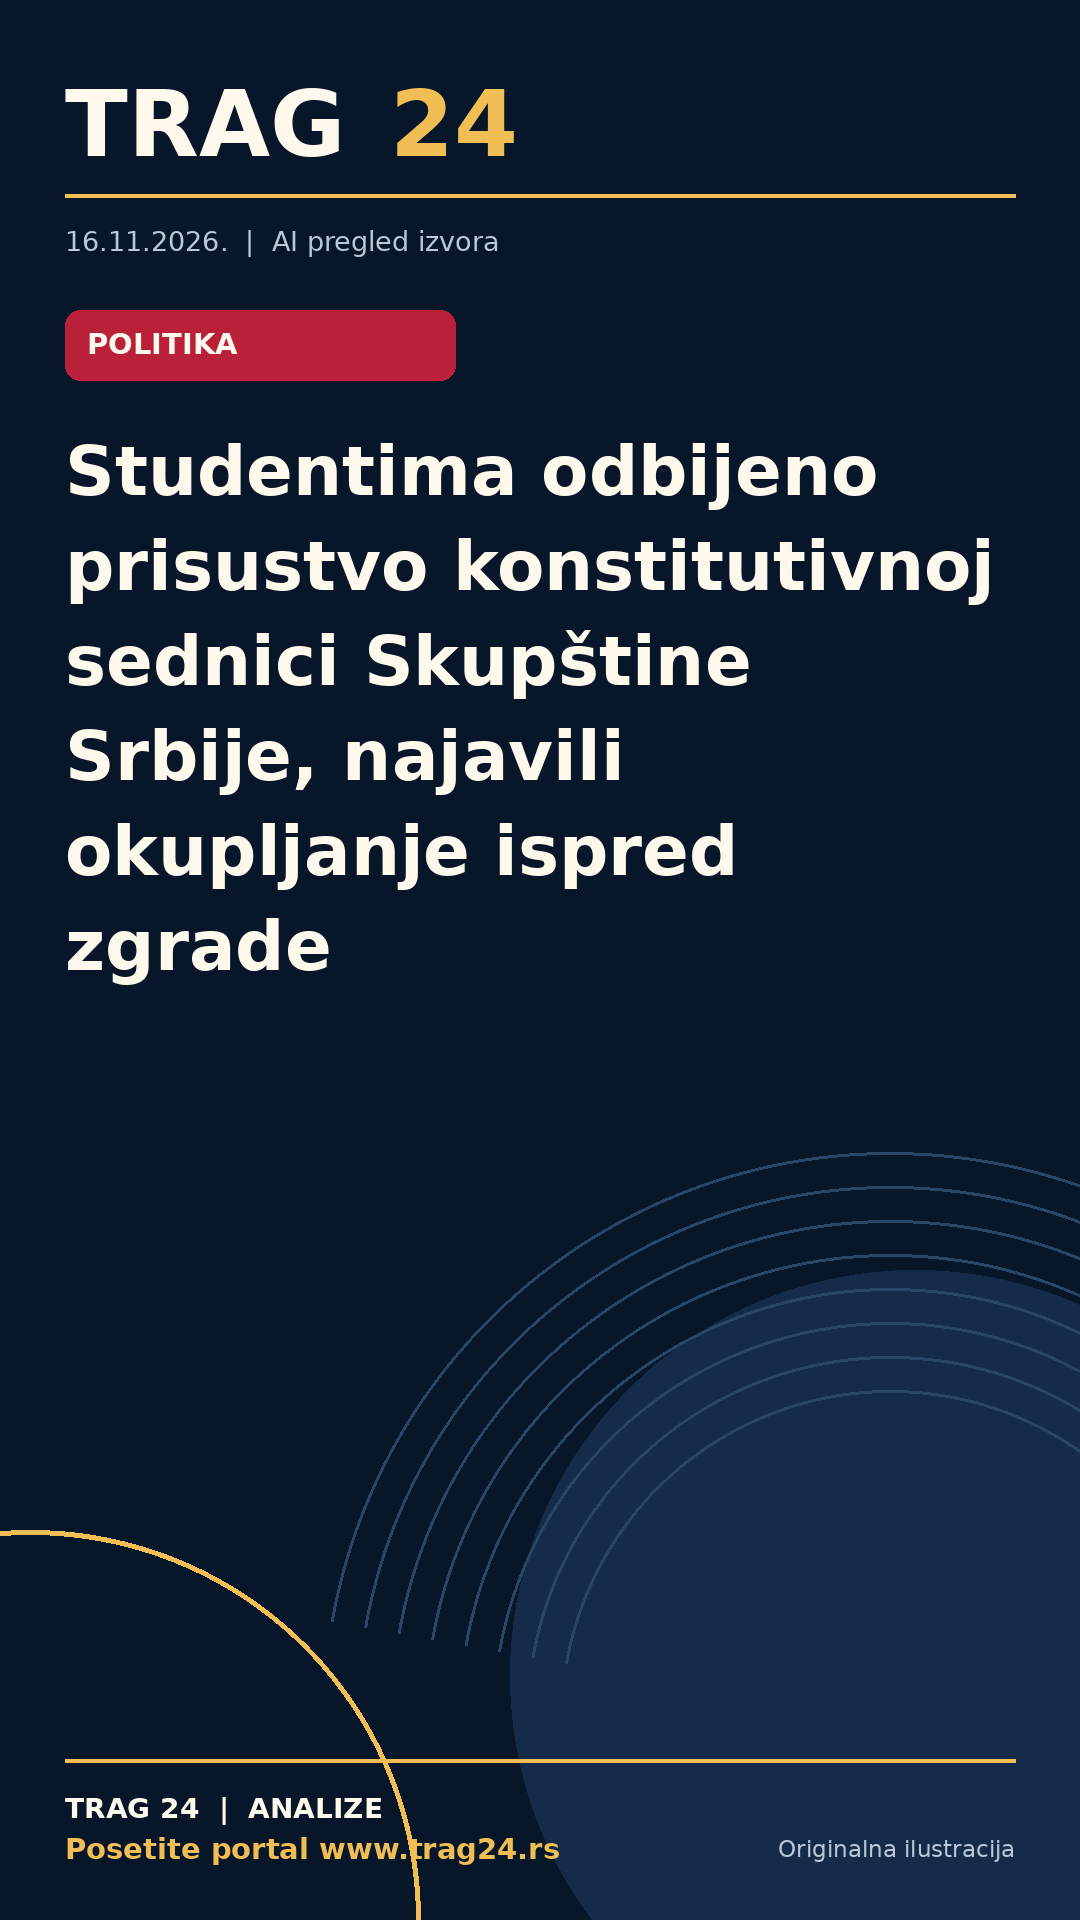 TRAG 24
16.11.2026. | AI pregled izvora
POLITIKA
Studentima odbijeno
prisustvo konstitutivnoj
sednici Skupštine
Srbije, najavili
okupljanje ispred
zgrade
TRAG 24 | ANALIZE
Posetite portal www.trag24.rs
Originalna ilustracija